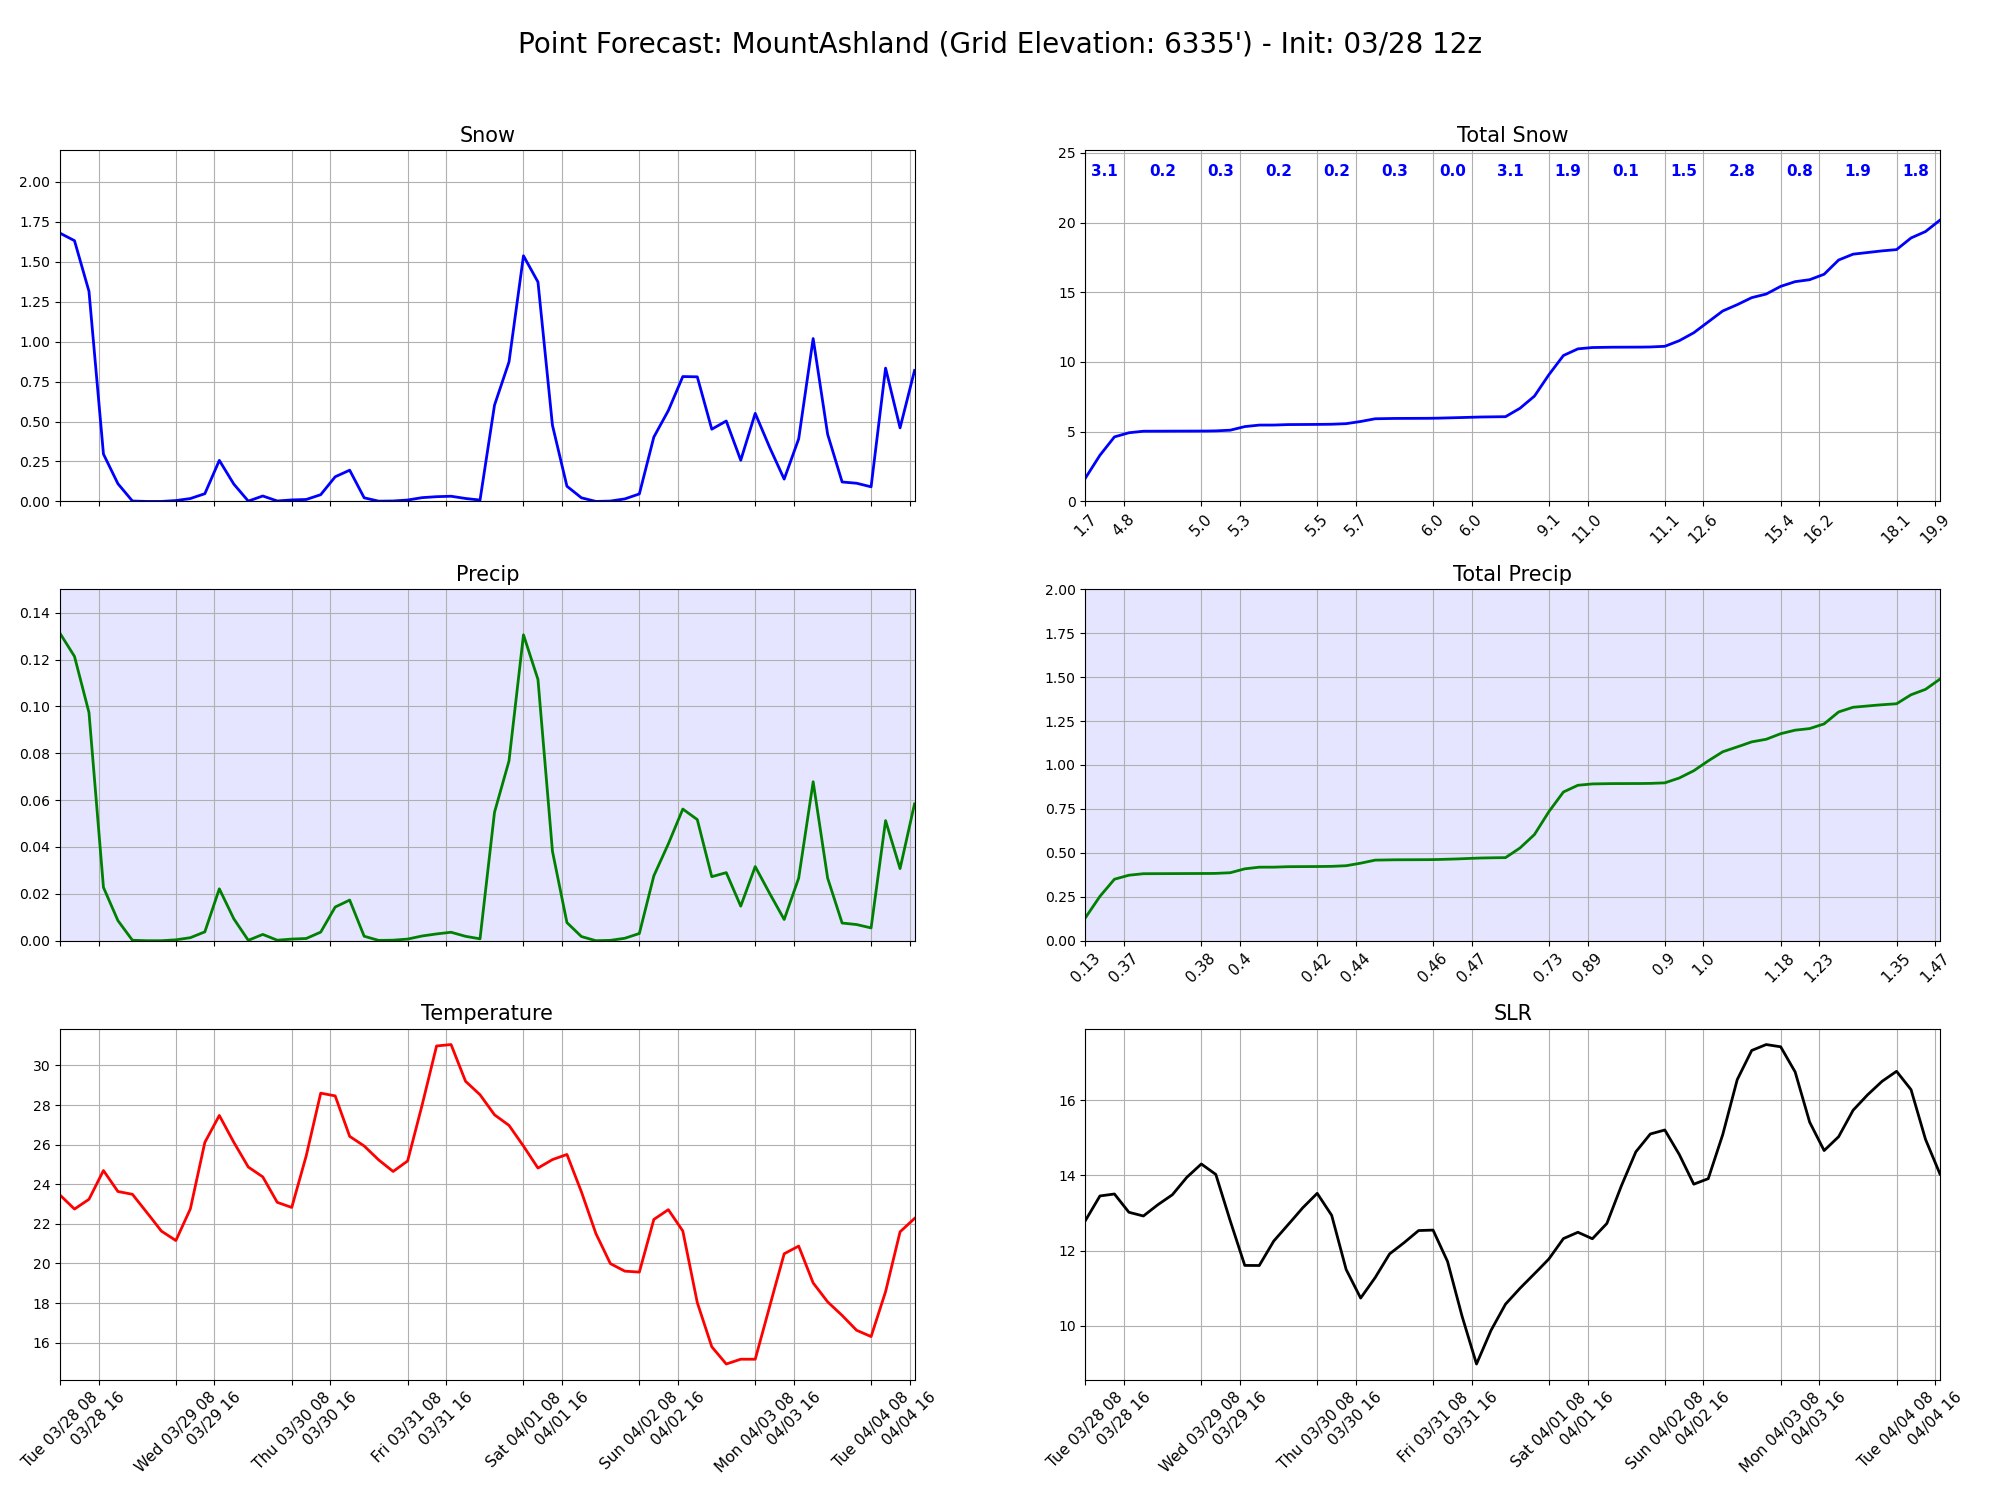 Point Forecast: MountAshland (Grid Elevation: 6335') - Init: 03/28 12z
Snow
2.00
1.75
1.50
1.25
1.00
0.75
0.50
0.25
0.00
Total Snow
25
20
15
10
5
0
3.1 0.2 0.3 0.2 0.2 0.3 0.0 3.1 1.9 0.1 1.5 2.8 0.8 1.9 1.8
1.7 4.8 5.0 5.3 5.5 5.7 6.0 6.0 9.1 11.0 11.1 12.6 15.4 16.2 18.1 19.9
Precip
0.14
0.12
0.10
0.08
0.06
0.04
0.02
0.00
Total Precip
2.00
1.75
1.50
1.25
1.00
0.75
0.50
0.25
0.00
0.13 0.37 0.38 0.4 0.42 0.44 0.46 0.47 0.73 0.89 0.9 1.0 1.18 1.23 1.35 1.47
Temperature
30
28
26
24
22
20
18
16
Tue 03/28 08
03/28 16
Wed 03/29 08
03/29 16
Thu 03/30 08
03/30 16
Fri 03/31 08
03/31 16
Sat 04/01 08
04/01 16
Sun 04/02 08
04/02 16
Mon 04/03 08
04/03 16
Tue 04/04 08
04/04 16
SLR
16
14
12
10
Tue 03/28 08
03/28 16
Wed 03/29 08
03/29 16
Thu 03/30 08
03/30 16
Fri 03/31 08
03/31 16
Sat 04/01 08
04/01 16
Sun 04/02 08
04/02 16
Mon 04/03 08
04/03 16
Tue 04/04 08
04/04 16